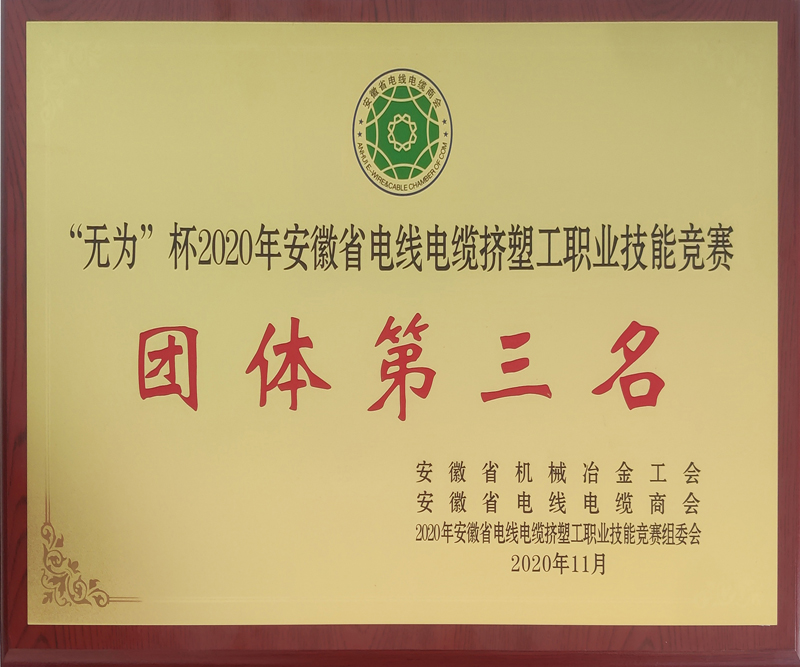 安徽省电线电缆商会
ANHUI E-WIRE&CABLE CHAMBER OF COM
“无为”杯2020年安徽省电线电缆挤塑工职业技能竞赛
团体第三名
安徽省机械冶金工会
安徽省电线电缆商会
2020年安徽省电线电缆挤塑工职业技能竞赛组委会
2020年11月